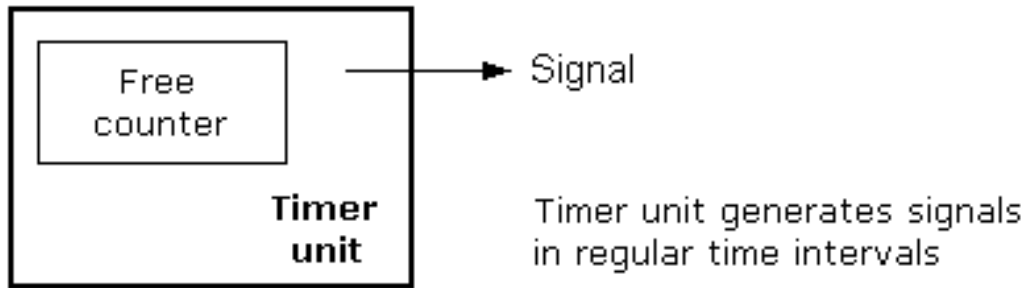 Free
counter
Signal
Timer
unit
Timer unit generates signals
in regular time intervals